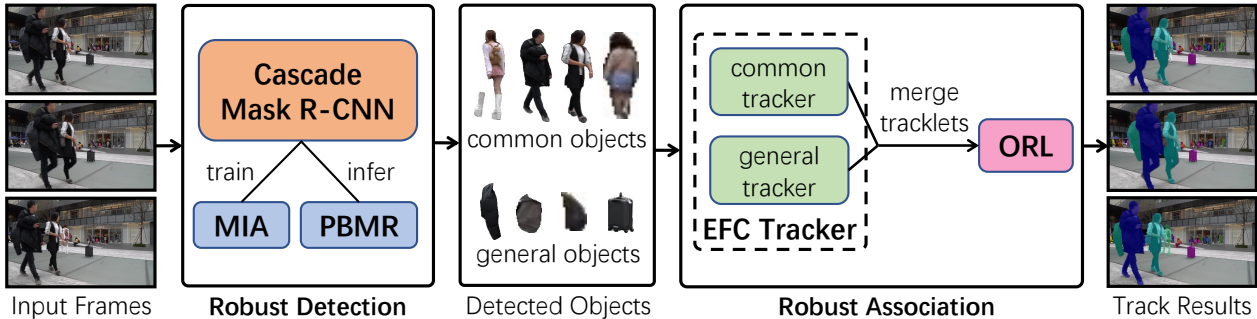 Cascade
Mask R-CNN
train
infer
MIA
PBMR
common objects
general objects
common
tracker
general
tracker
EFC Tracker
merge
tracklets
ORL
Input Frames
Robust Detection
Detected Objects
Robust Association
Track Results